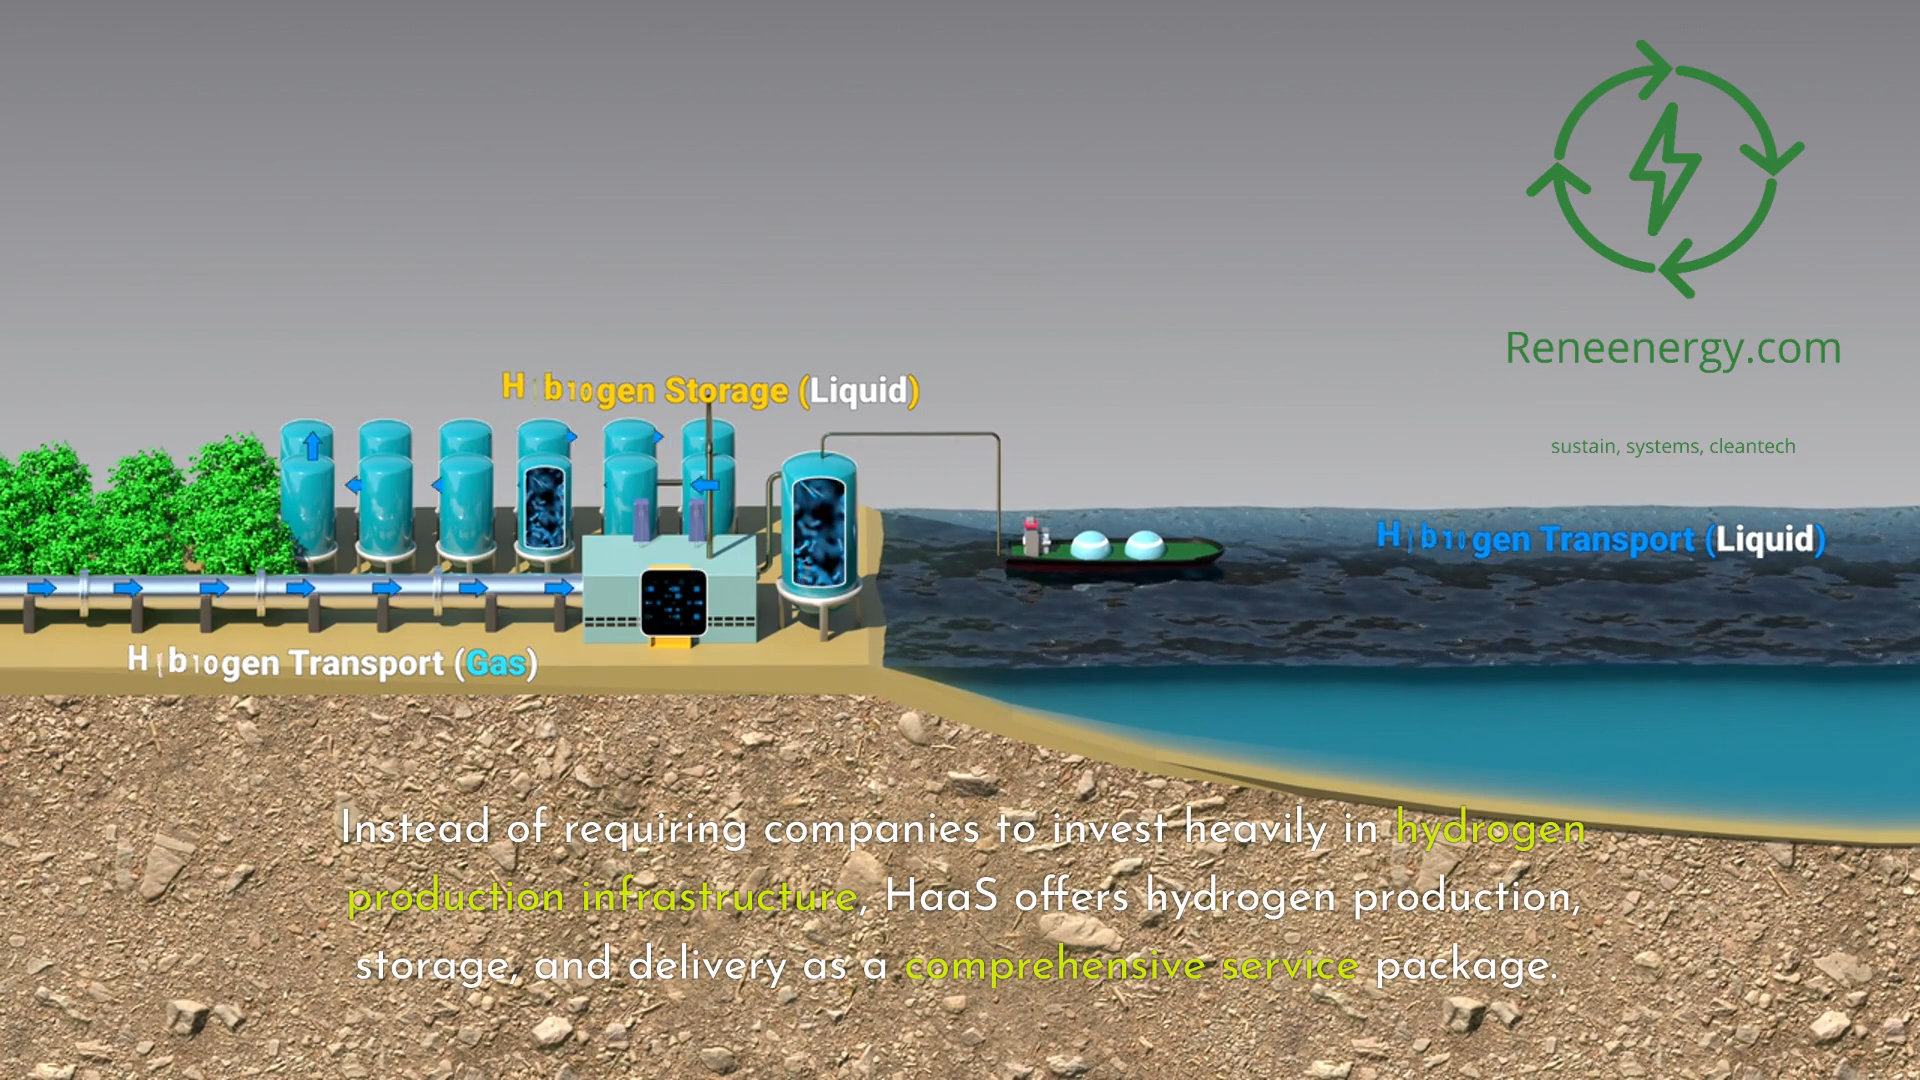 Reneenergy.com
sustain, systems, cleantech
Storage (Liquid)
Transport (Liquid)
Transport (Gas)
Instead of requiring companies to invest heavily in hydrogen
production infrastructure, HaaS offers hydrogen production,
storage, and delivery as a comprehensive service package.